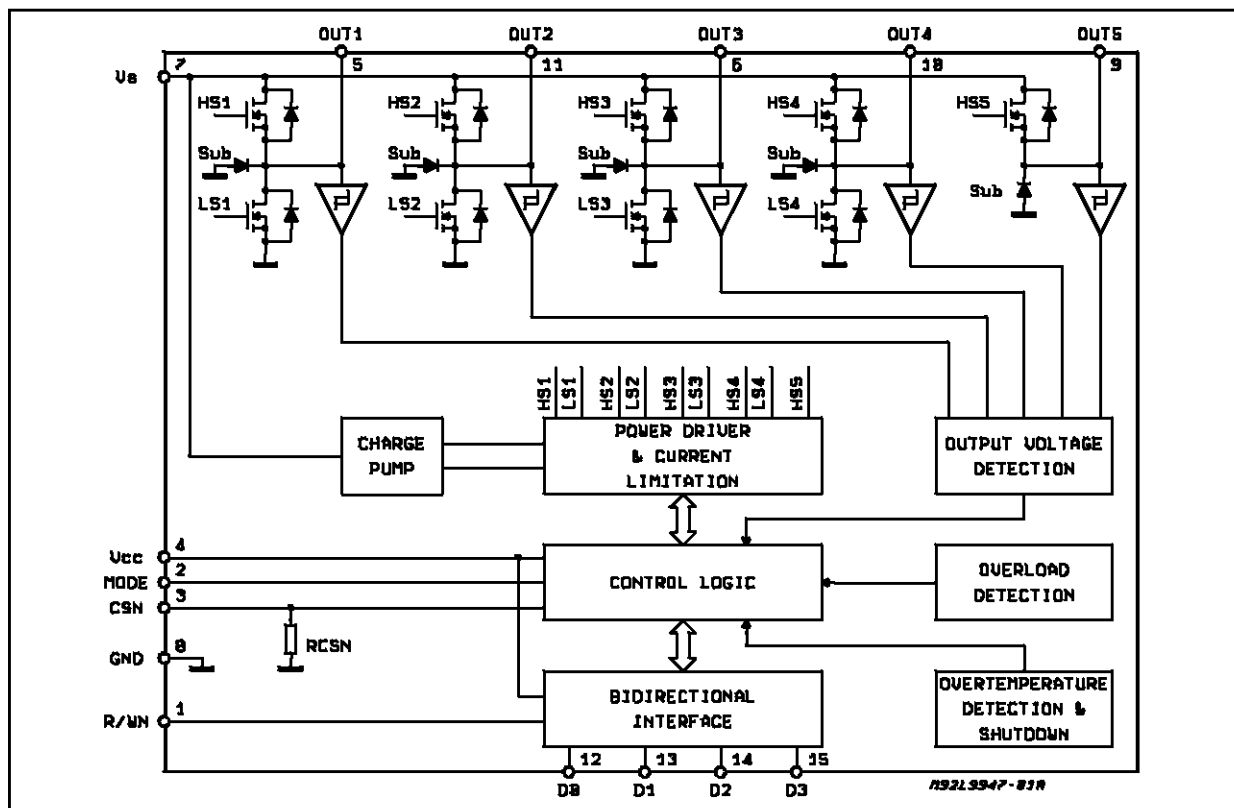 OUT1 OUT2 OUT3 OUT4 OUT5
7 5 11 6 10 9
Vs
HS1 HS2 HS3 HS4 HS5
Sub Sub Sub Sub
Sub
LS1 LS2 LS3 LS4
HS1 LS1 HS2 LS2 HS3 LS3 HS4 LS4 HS5
CHARGE
PUMP
POWER DRIVER
& CURRENT
LIMITATION
OUTPUT VOLTAGE
DETECTION
Vcc 4
MODE 2
CSN 3
CONTROL LOGIC
OVERLOAD
DETECTION
RCSN
GND 8
R/WN 1
BIDIRECTIONAL
INTERFACE
OVERTEMPERATURE
DETECTION &
SHUTDOWN
12 13 14 15
D0 D1 D2 D3
M92L9947-01A